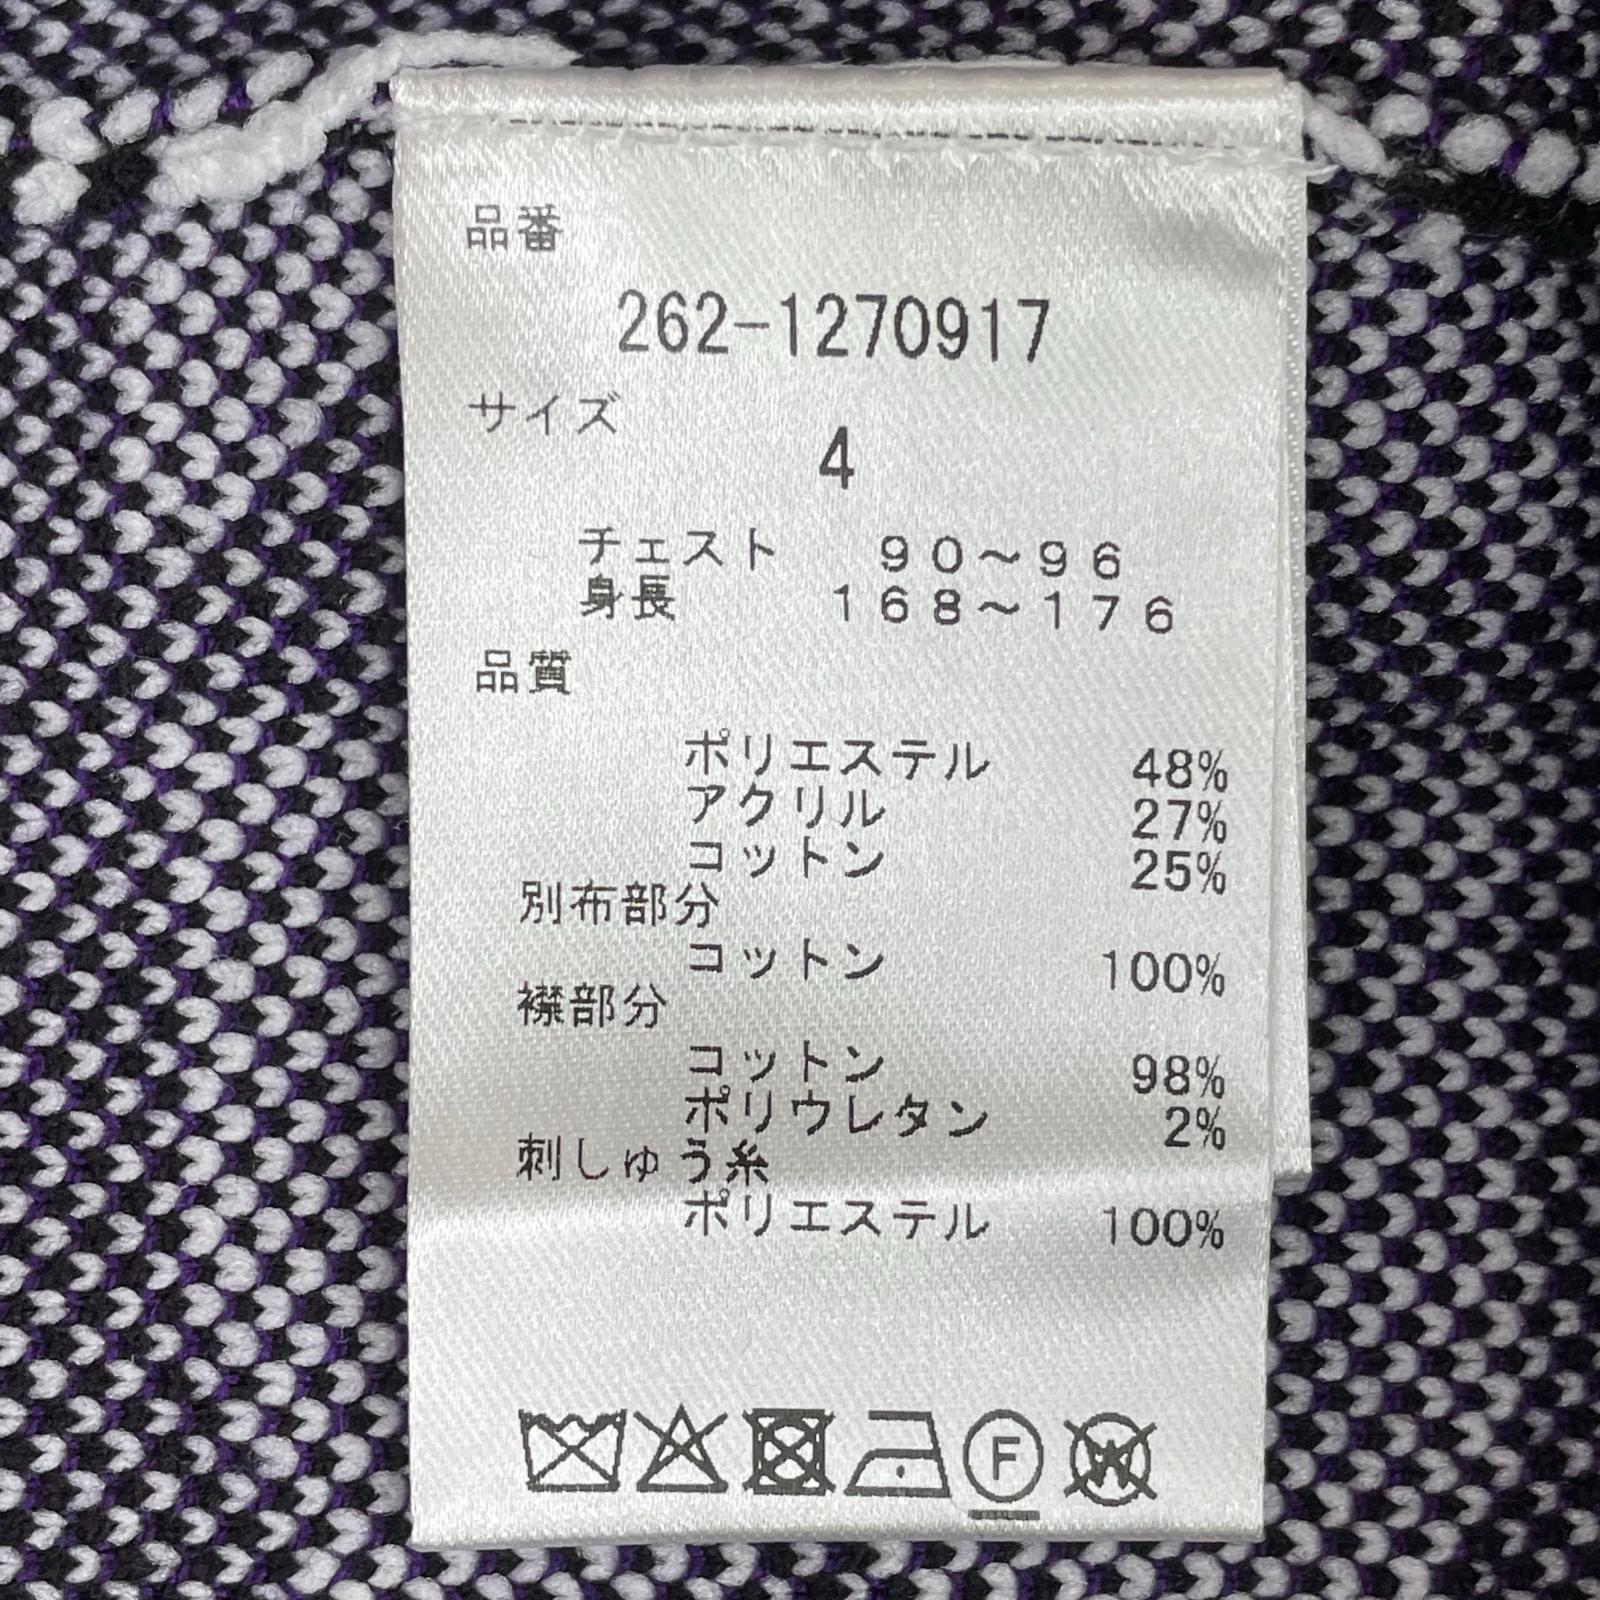 品番
262-1270917
サイズ
4
チェスト 90～96
身長 168～176
品質
ポリエステル 48%
アクリル 27%
コットン 25%
別布部分
コットン 100%
襟部分
コットン 98%
ポリウレタン 2%
刺しゅう糸
ポリエステル 100%
F W